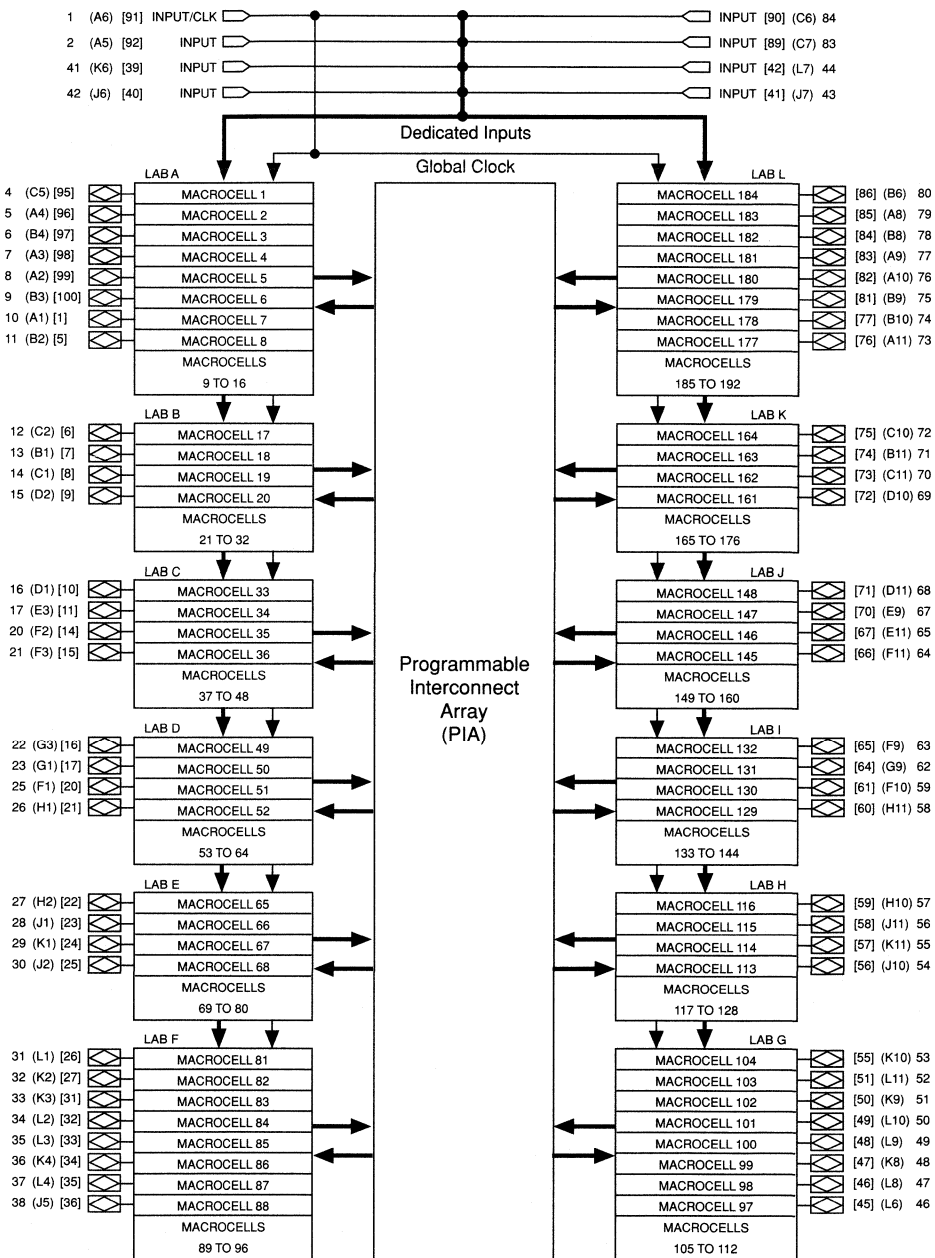 1 (A6) [91] INPUT/CLK
INPUT [90] (C6) 84
2 (A5) [92] INPUT
INPUT [89] (C7) 83
41 (K6) [39] INPUT
INPUT [42] (L7) 44
42 (J6) [40] INPUT
INPUT [41] (J7) 43
Dedicated Inputs
Global Clock
LAB A
4 (C5) [95] MACROCELL 1
5 (A4) [96] MACROCELL 2
6 (B4) [97] MACROCELL 3
7 (A3) [98] MACROCELL 4
8 (A2) [99] MACROCELL 5
9 (B3) [100] MACROCELL 6
10 (A1) [1] MACROCELL 7
11 (B2) [5] MACROCELL 8
MACROCELLS
9 TO 16
LAB B
12 (C2) [6] MACROCELL 17
13 (B1) [7] MACROCELL 18
14 (C1) [8] MACROCELL 19
15 (D2) [9] MACROCELL 20
MACROCELLS
21 TO 32
LAB C
16 (D1) [10] MACROCELL 33
17 (E3) [11] MACROCELL 34
20 (F2) [14] MACROCELL 35
21 (F3) [15] MACROCELL 36
MACROCELLS
37 TO 48
LAB D
22 (G3) [16] MACROCELL 49
23 (G1) [17] MACROCELL 50
25 (F1) [20] MACROCELL 51
26 (H1) [21] MACROCELL 52
MACROCELLS
53 TO 64
LAB E
27 (H2) [22] MACROCELL 65
28 (J1) [23] MACROCELL 66
29 (K1) [24] MACROCELL 67
30 (J2) [25] MACROCELL 68
MACROCELLS
69 TO 80
LAB F
31 (L1) [26] MACROCELL 81
32 (K2) [27] MACROCELL 82
33 (K3) [31] MACROCELL 83
34 (L2) [32] MACROCELL 84
35 (L3) [33] MACROCELL 85
36 (K4) [34] MACROCELL 86
37 (L4) [35] MACROCELL 87
38 (J5) [36] MACROCELL 88
MACROCELLS
89 TO 96
Programmable
Interconnect
Array
(PIA)
LAB L
MACROCELL 184 [86] (B6) 80
MACROCELL 183 [85] (A8) 79
MACROCELL 182 [84] (B8) 78
MACROCELL 181 [83] (A9) 77
MACROCELL 180 [82] (A10) 76
MACROCELL 179 [81] (B9) 75
MACROCELL 178 [77] (B10) 74
MACROCELL 177 [76] (A11) 73
MACROCELLS
185 TO 192
LAB K
MACROCELL 164 [75] (C10) 72
MACROCELL 163 [74] (B11) 71
MACROCELL 162 [73] (C11) 70
MACROCELL 161 [72] (D10) 69
MACROCELLS
165 TO 176
LAB J
MACROCELL 148 [71] (D11) 68
MACROCELL 147 [70] (E9) 67
MACROCELL 146 [67] (E11) 65
MACROCELL 145 [66] (F11) 64
MACROCELLS
149 TO 160
LAB I
MACROCELL 132 [65] (F9) 63
MACROCELL 131 [64] (G9) 62
MACROCELL 130 [61] (F10) 59
MACROCELL 129 [60] (H11) 58
MACROCELLS
133 TO 144
LAB H
MACROCELL 116 [59] (H10) 57
MACROCELL 115 [58] (J11) 56
MACROCELL 114 [57] (K11) 55
MACROCELL 113 [56] (J10) 54
MACROCELLS
117 TO 128
LAB G
MACROCELL 104 [55] (K10) 53
MACROCELL 103 [51] (L11) 52
MACROCELL 102 [50] (K9) 51
MACROCELL 101 [49] (L10) 50
MACROCELL 100 [48] (L9) 49
MACROCELL 99 [47] (K8) 48
MACROCELL 98 [46] (L8) 47
MACROCELL 97 [45] (L6) 46
MACROCELLS
105 TO 112